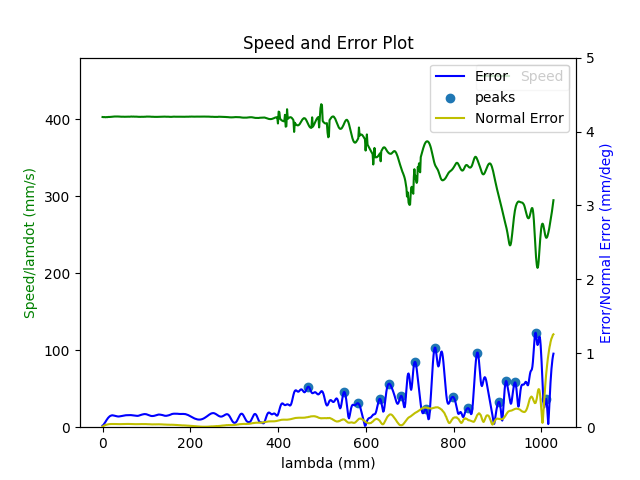 Speed and Error Plot
Error
Speed
peaks
Normal Error
Speed/lamdot (mm/s)
400
300
200
100
0
5
4
3
2
1
0
Error/Normal Error (mm/deg)
0 200 400 600 800 1000
lambda (mm)